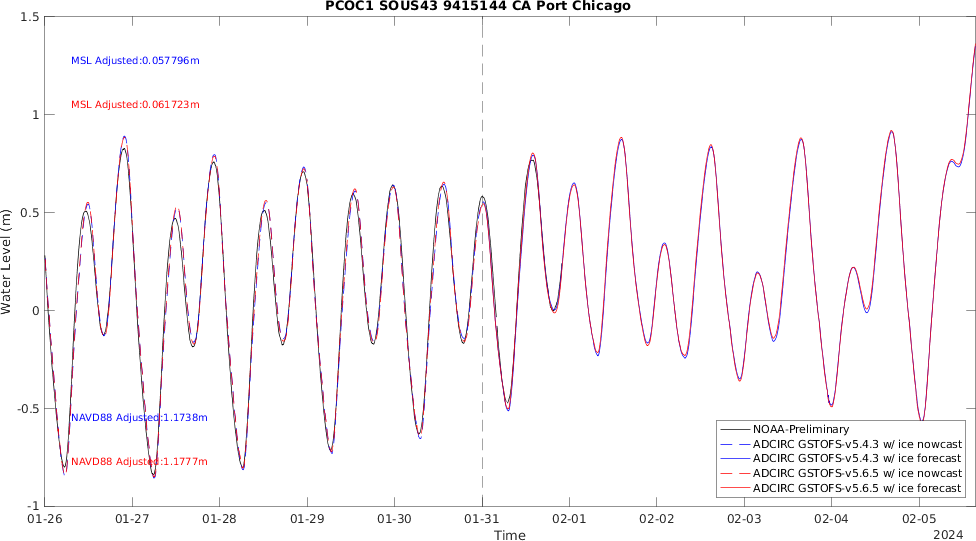 PCOC1 SOUS43 9415144 CA Port Chicago
1.5
MSL Adjusted:0.057796m
MSL Adjusted:0.061723m
1
0.5
Water Level (m)
0
-0.5
NAVD88 Adjusted:1.1738m
NAVD88 Adjusted:1.1777m
-1
NOAA-Preliminary
ADCIRC GSTOFS-v5.4.3 w/ ice nowcast
ADCIRC GSTOFS-v5.4.3 w/ ice forecast
ADCIRC GSTOFS-v5.6.5 w/ ice nowcast
ADCIRC GSTOFS-v5.6.5 w/ ice forecast
01-26 01-27 01-28 01-29 01-30 01-31 02-01 02-02 02-03 02-04 02-05
Time
2024